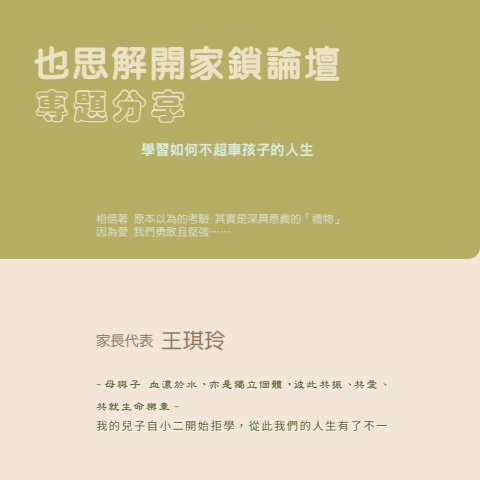 也思解開家鎖論壇
專題分享
學習如何不超車孩子的人生
相信著 原本以為的考驗 其實是深具意義的「禮物」
因為愛 我們勇敢且堅強⋯⋯
家長代表 王琪玲
~母與子 血濃於水，亦是獨立個體，彼此共振、共愛、
共就生命樂章~
我的兒子自小二開始拒學，從此我們的人生有了不一